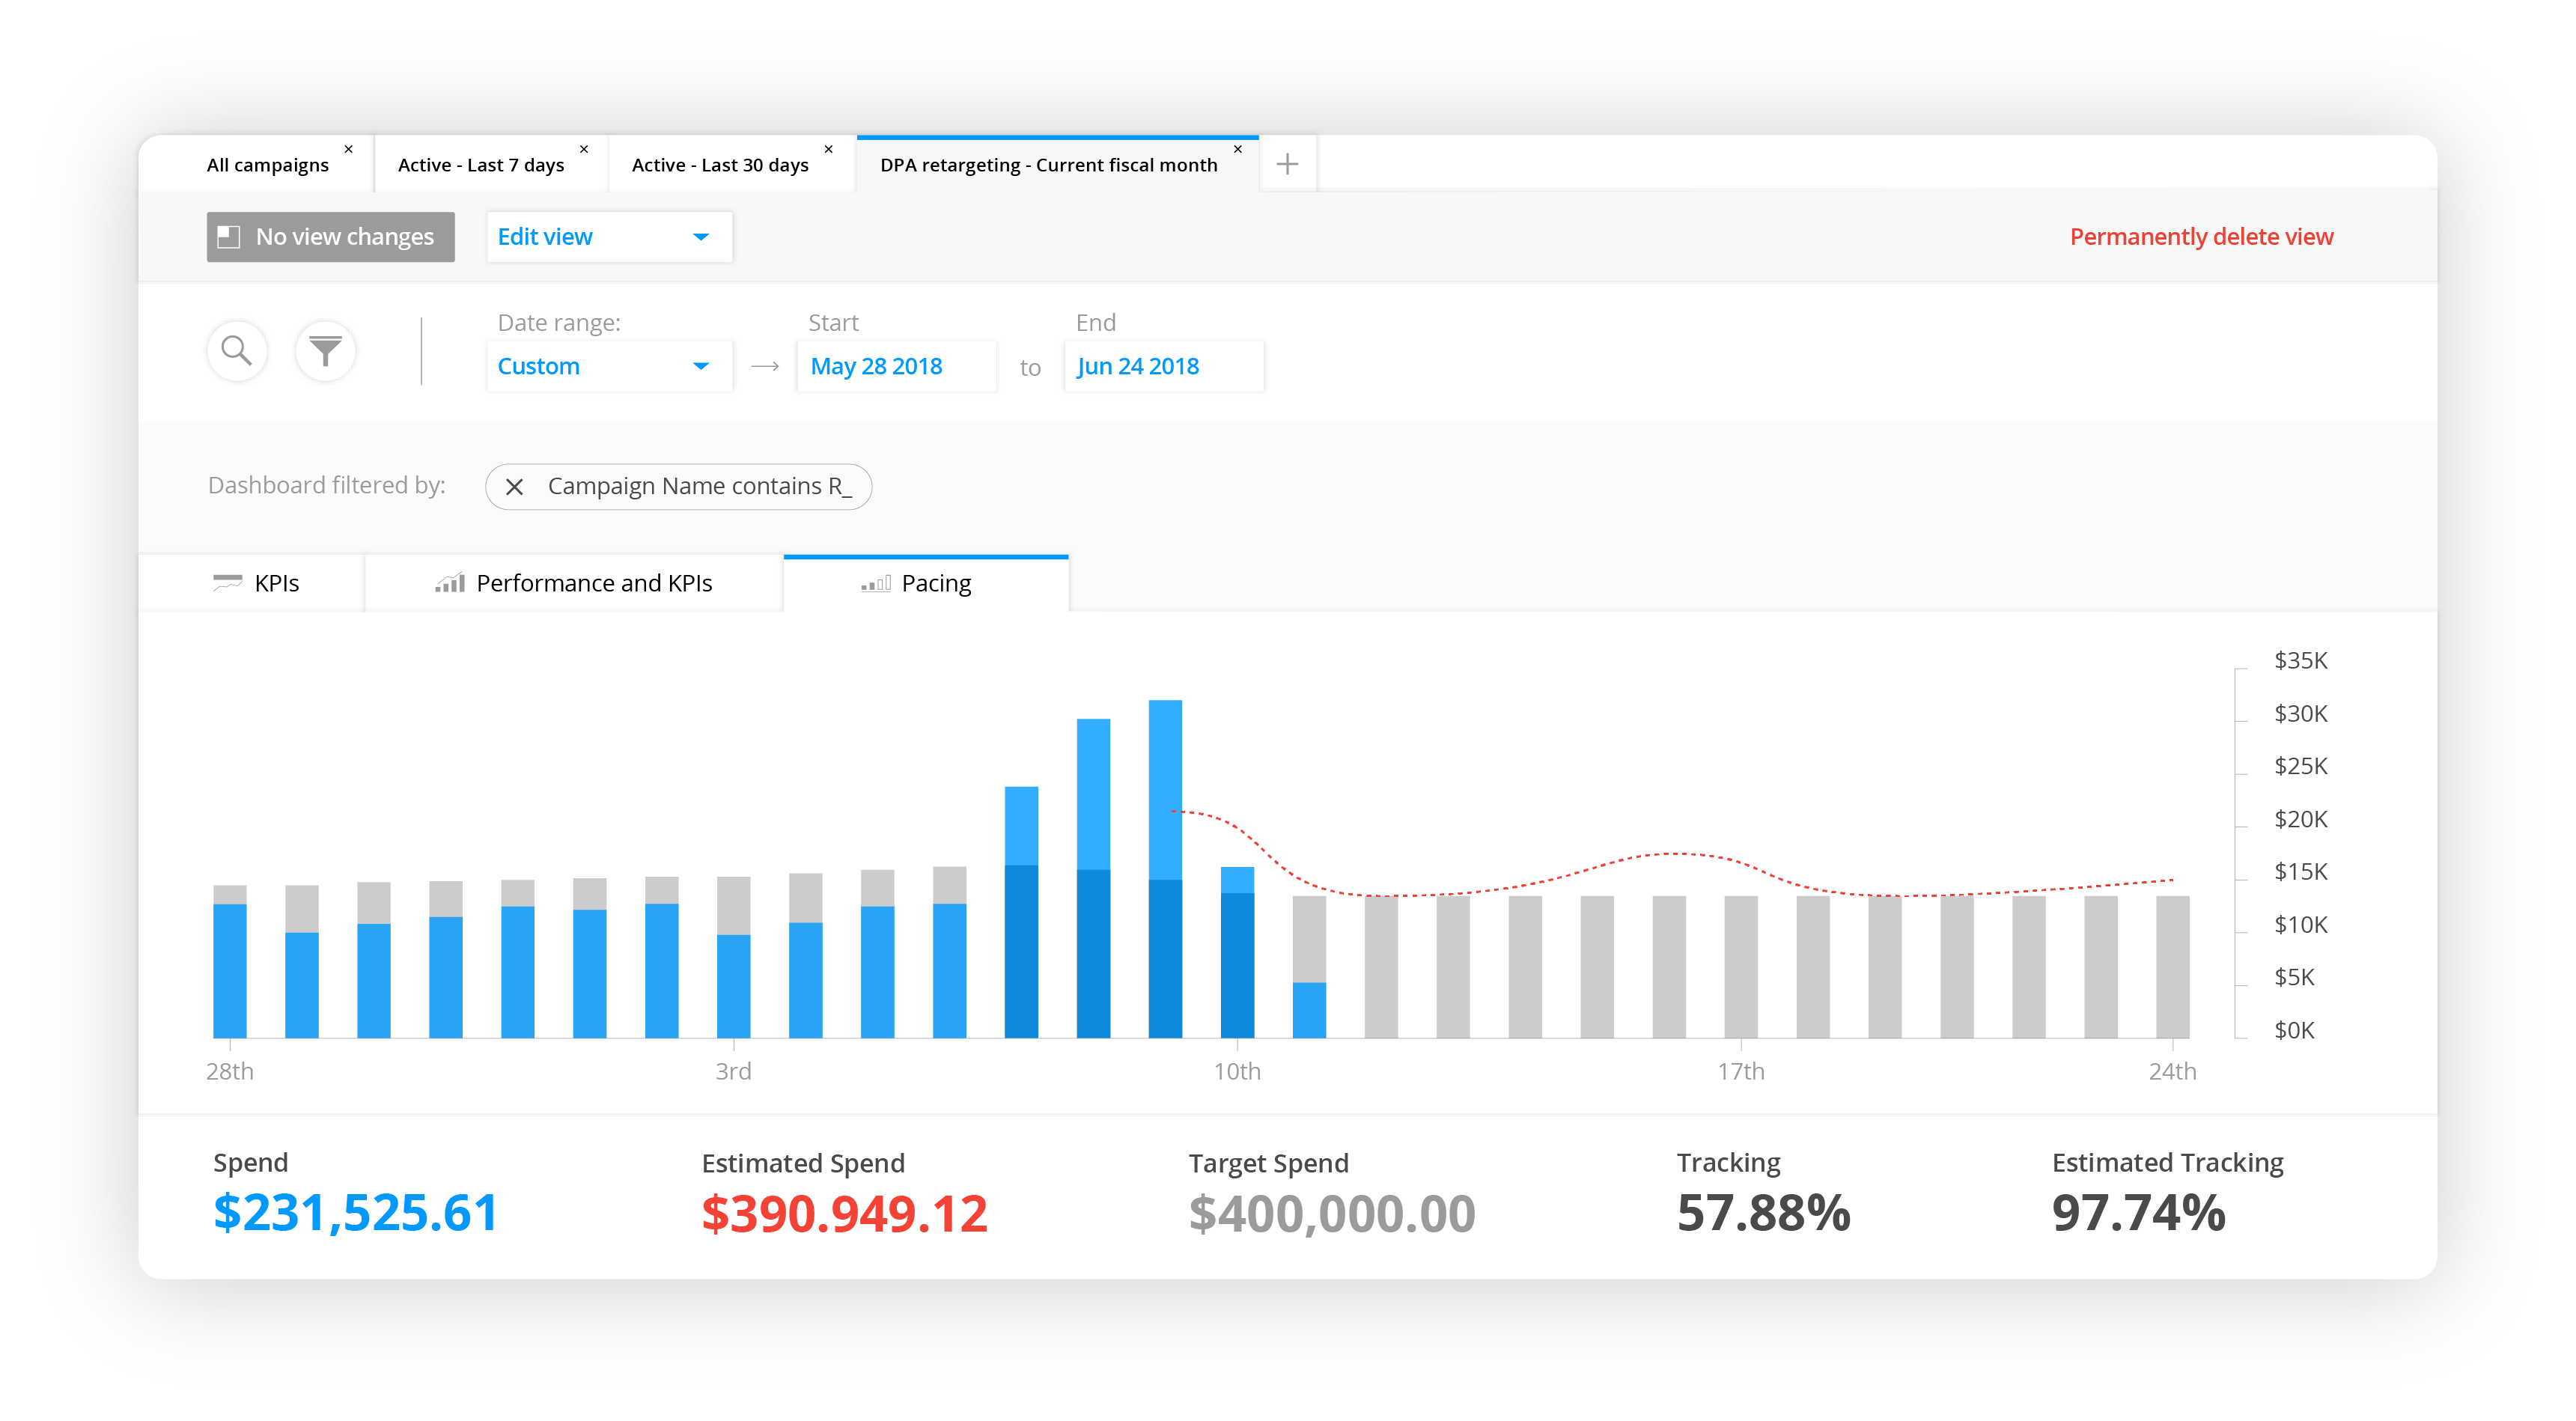 All campaigns × Active - Last 7 days × Active - Last 30 days × DPA retargeting - Current fiscal month × +
No view changes Edit view Permanently delete view
Date range: Start End
Custom → May 28 2018 to Jun 24 2018
Dashboard filtered by: × Campaign Name contains R_
KPIs Performance and KPIs Pacing
$35K
$30K
$25K
$20K
$15K
$10K
$5K
$0K
28th 3rd 10th 17th 24th
Spend Estimated Spend Target Spend Tracking Estimated Tracking
$231,525.61 $390.949.12 $400,000.00 57.88% 97.74%